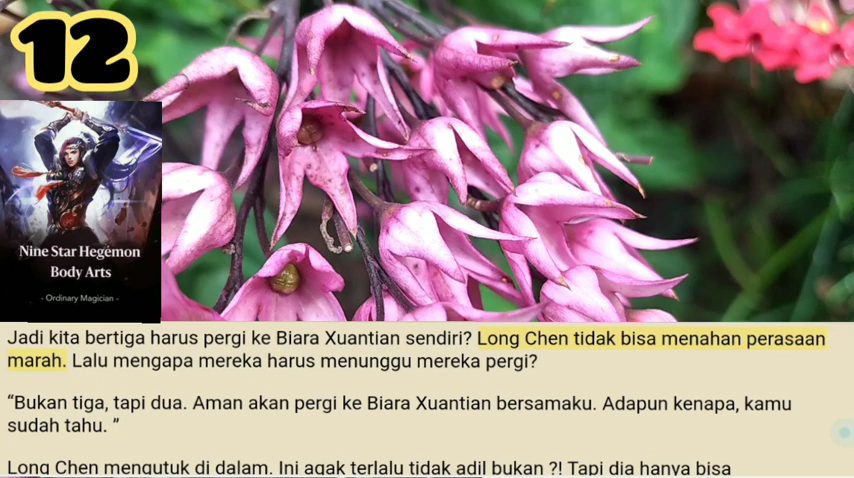 12
Nine Star Hegemon
Body Arts
- Ordinary Magician -
Jadi kita bertiga harus pergi ke Biara Xuantian sendiri? Long Chen tidak bisa menahan perasaan
marah. Lalu mengapa mereka harus menunggu mereka pergi?
“Bukan tiga, tapi dua. Aman akan pergi ke Biara Xuantian bersamaku. Adapun kenapa, kamu
sudah tahu. ”
Long Chen mengutuk di dalam. Ini agak terlalu tidak adil bukan ?! Tapi dia hanya bisa